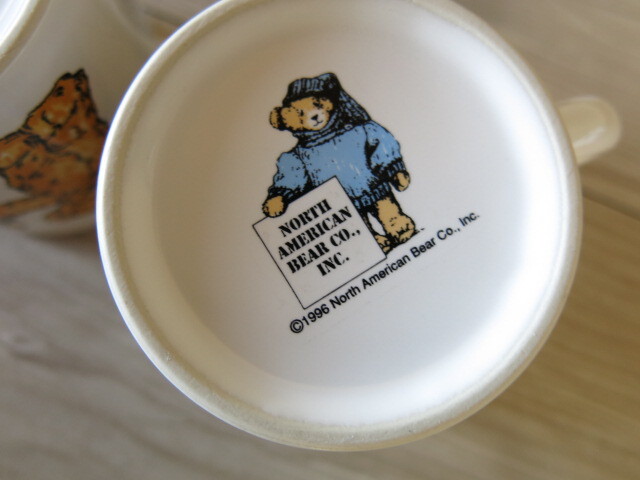 NORTH
AMERICAN
BEAR CO.,
INC.
©1996 North American Bear Co., Inc.